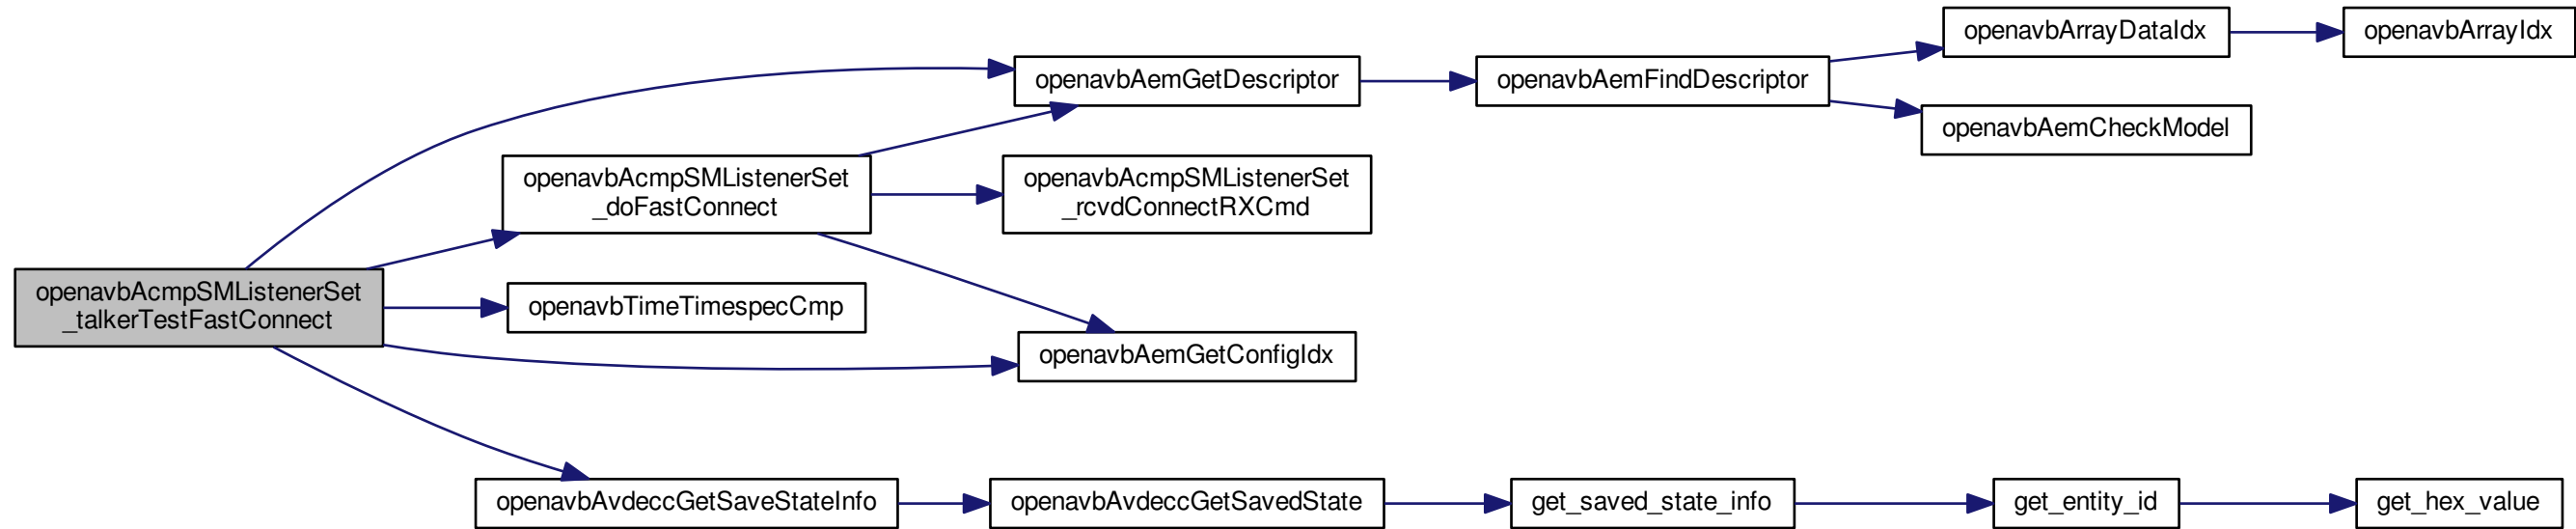 openavbArrayDataIdx
openavbArrayIdx
openavbAemGetDescriptor
openavbAemFindDescriptor
openavbAemCheckModel
openavbAcmpSMListenerSet
_doFastConnect
openavbAcmpSMListenerSet
_rcvdConnectRXCmd
openavbAcmpSMListenerSet
_talkerTestFastConnect
openavbTimeTimespecCmp
openavbAemGetConfigIdx
openavbAvdeccGetSaveStateInfo
openavbAvdeccGetSavedState
get_saved_state_info
get_entity_id
get_hex_value